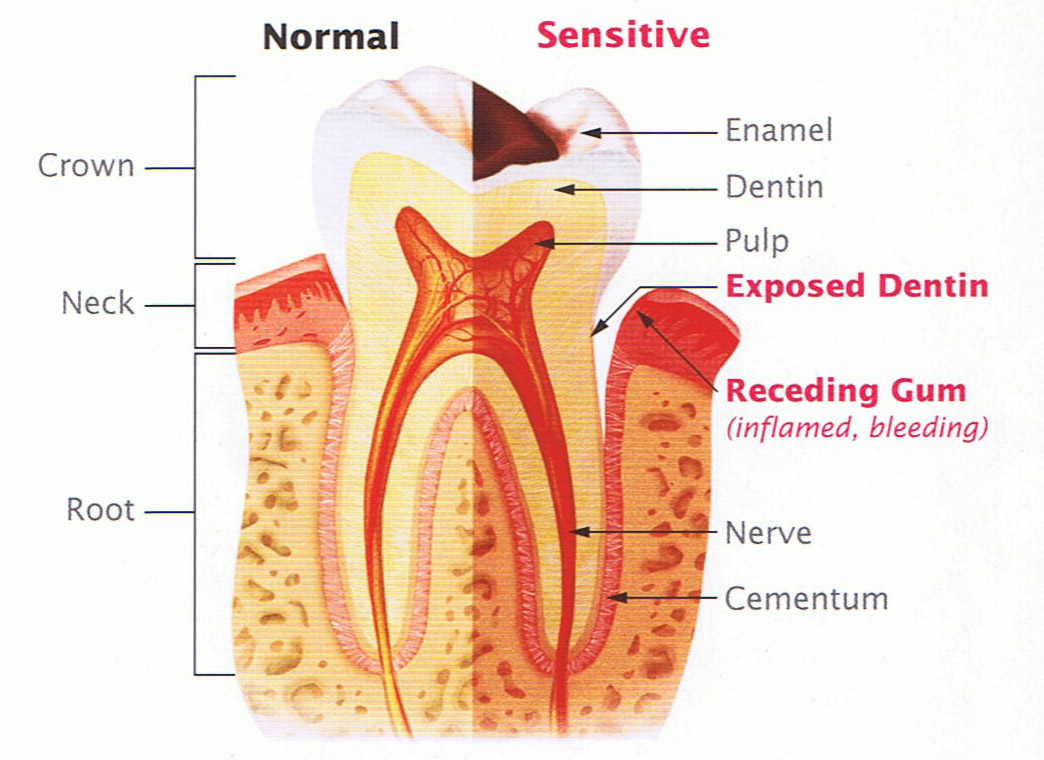 Normal
Sensitive
Crown
Neck
Root
Enamel
Dentin
Pulp
Exposed Dentin
Receding Gum
(inflamed, bleeding)
Nerve
Cementum